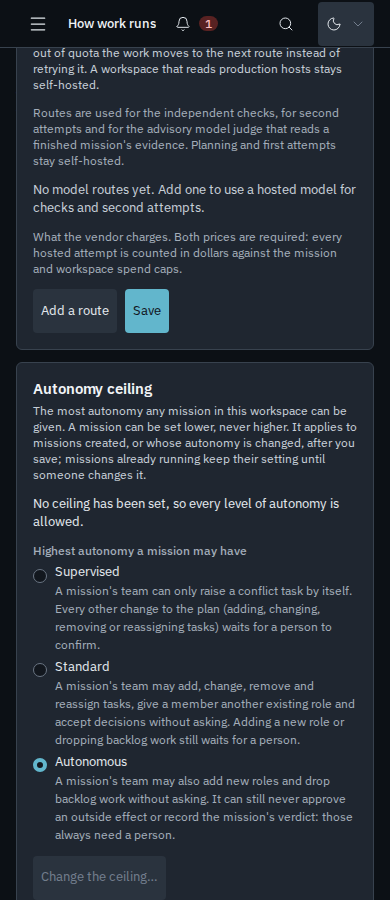 How work runs
1
out of quota the work moves to the next route instead of
retrying it. A workspace that reads production hosts stays
self-hosted.
Routes are used for the independent checks, for second
attempts and for the advisory model judge that reads a
finished mission's evidence. Planning and first attempts
stay self-hosted.
No model routes yet. Add one to use a hosted model for
checks and second attempts.
What the vendor charges. Both prices are required: every
hosted attempt is counted in dollars against the mission
and workspace spend caps.
Add a route
Save
Autonomy ceiling
The most autonomy any mission in this workspace can be
given. A mission can be set lower, never higher. It applies to
missions created, or whose autonomy is changed, after you
save; missions already running keep their setting until
someone changes it.
No ceiling has been set, so every level of autonomy is
allowed.
Highest autonomy a mission may have
Supervised
A mission's team can only raise a conflict task by itself.
Every other change to the plan (adding, changing,
removing or reassigning tasks) waits for a person to
confirm.
Standard
A mission's team may add, change, remove and
reassign tasks, give a member another existing role and
accept decisions without asking. Adding a new role or
dropping backlog work still waits for a person.
Autonomous
A mission's team may also add new roles and drop
backlog work without asking. It can still never approve
an outside effect or record the mission's verdict: those
always need a person.
Change the ceiling...